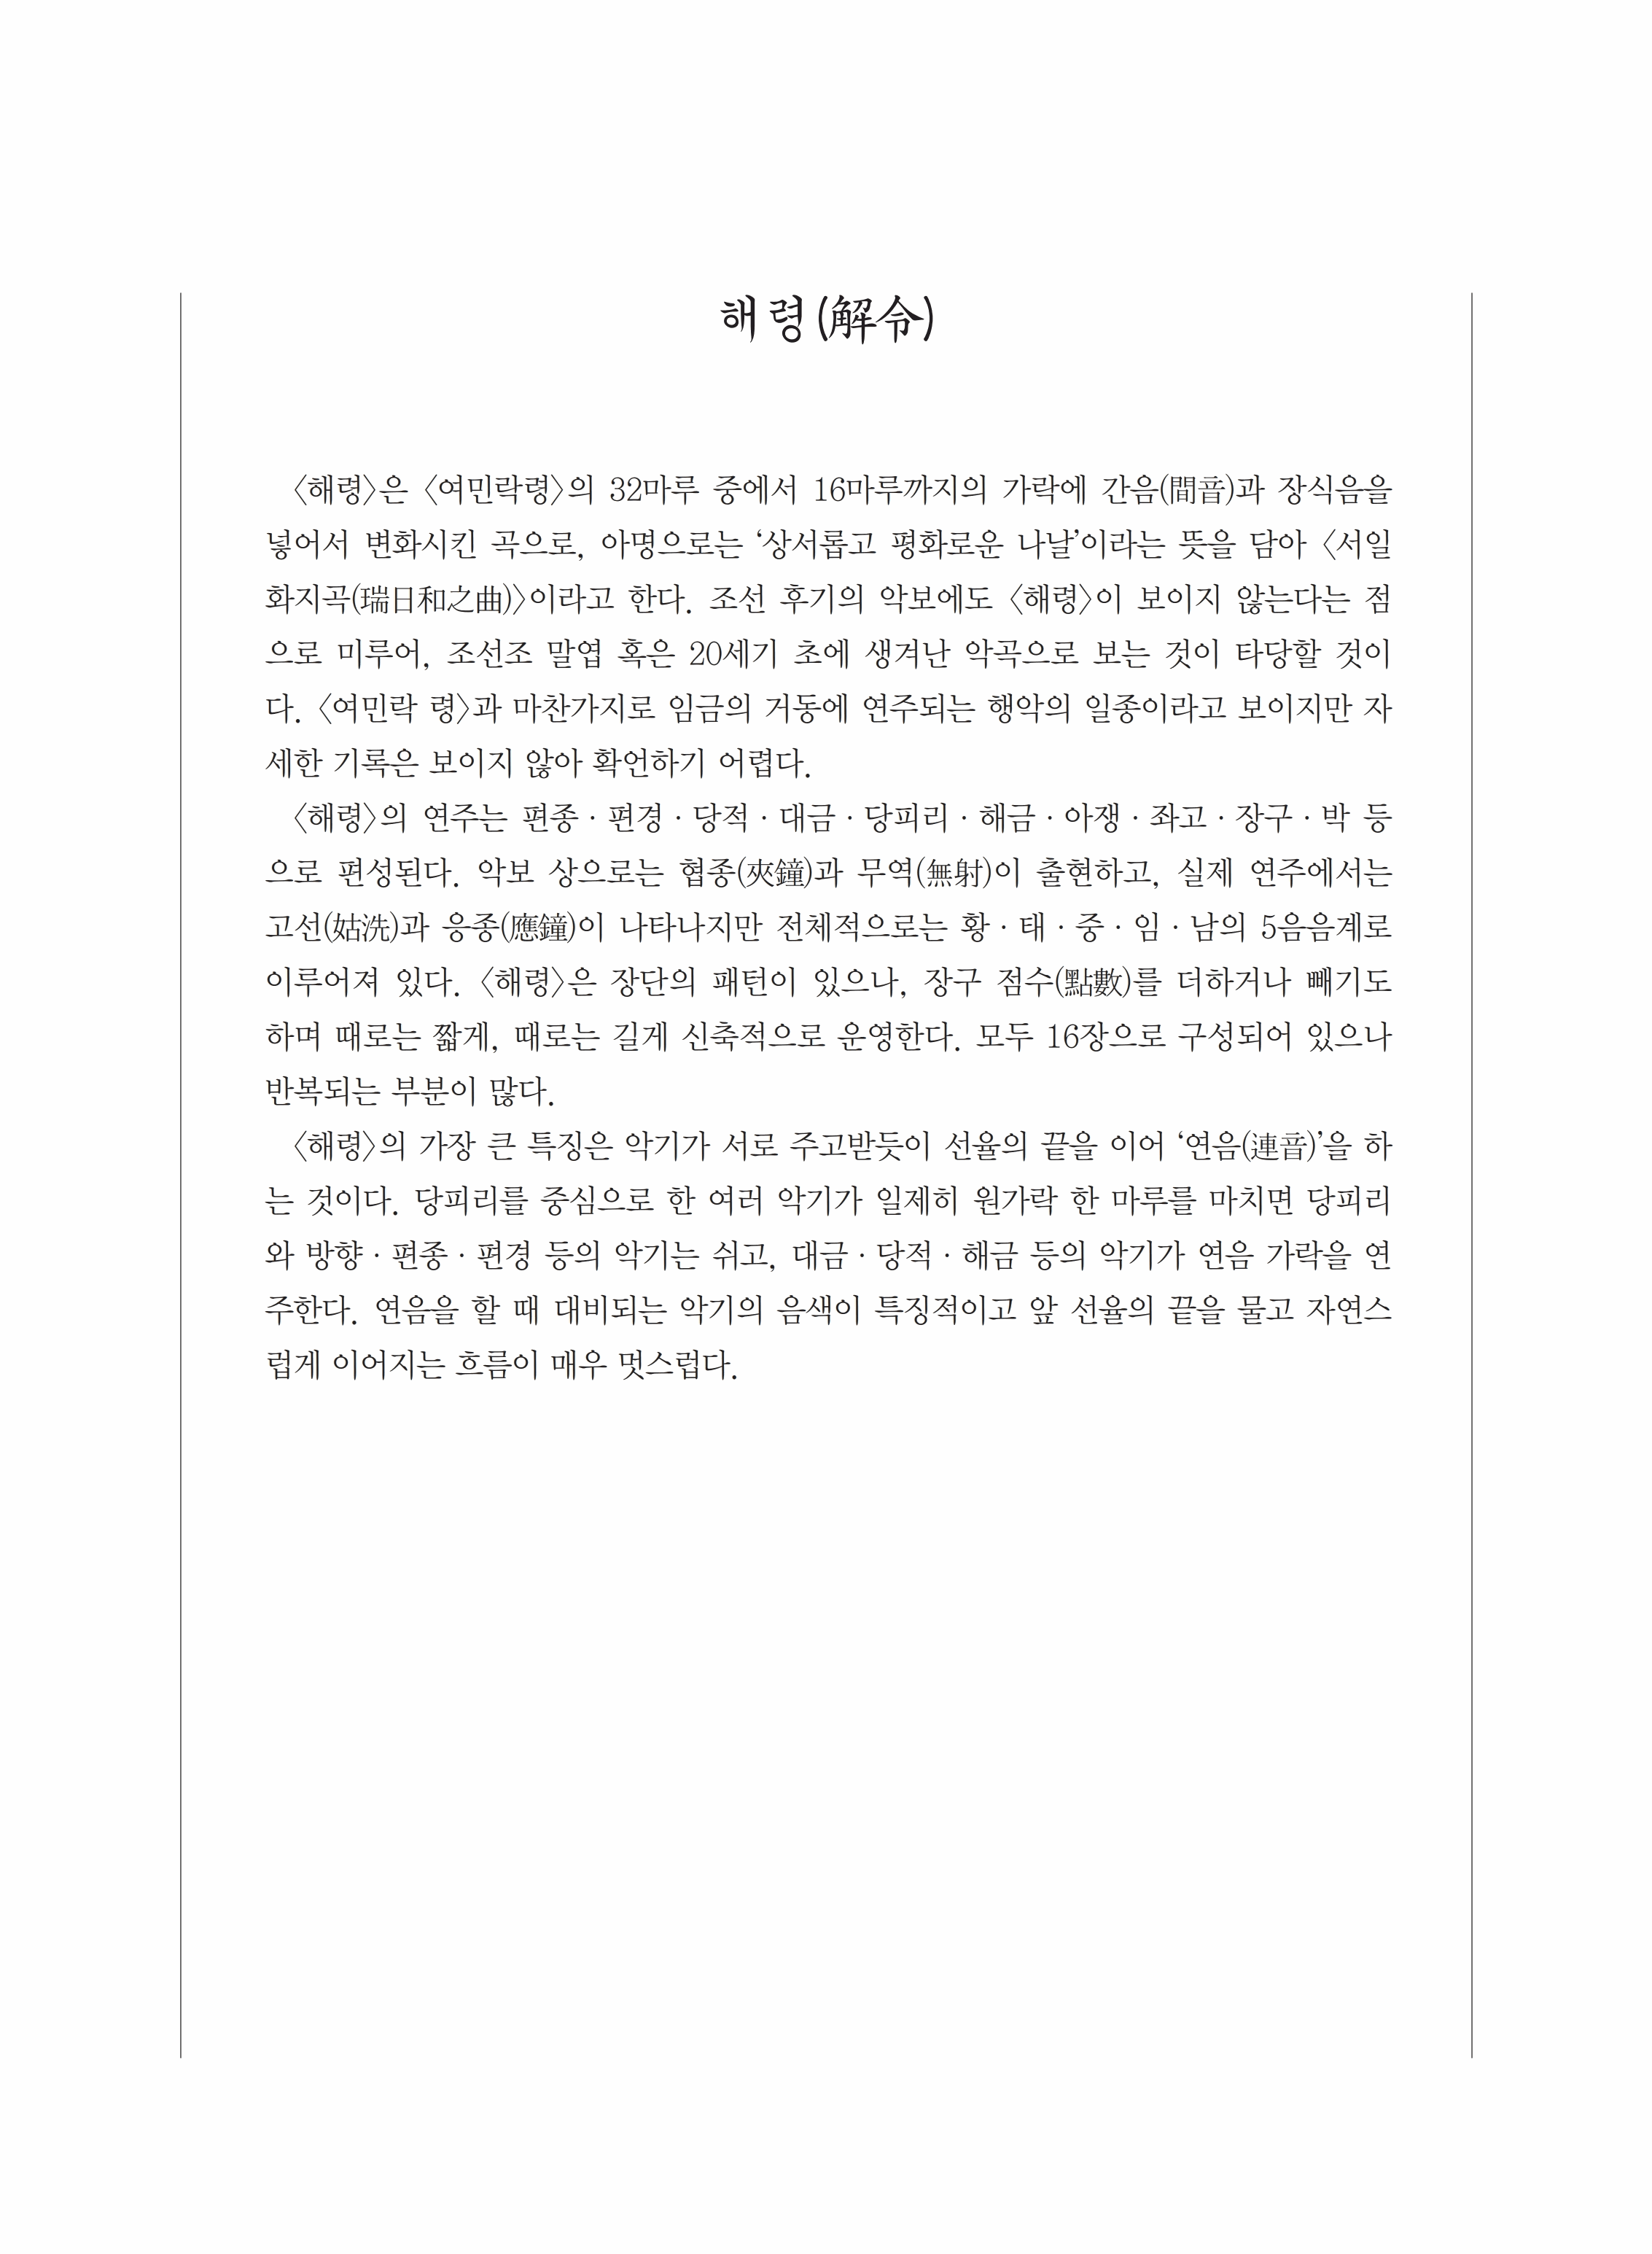 해령(解令)
〈해령〉은 〈여민락령〉의 32마루 중에서 16마루까지의 가락에 간음(間音)과 장식음을
넣어서 변화시킨 곡으로, 아명으로는 ‘상서롭고 평화로운 나날’이라는 뜻을 담아 〈서일
화지곡(瑞日和之曲)〉이라고 한다. 조선 후기의 악보에도 〈해령〉이 보이지 않는다는 점
으로 미루어, 조선조 말엽 혹은 20세기 초에 생겨난 악곡으로 보는 것이 타당할 것이
다. 〈여민락 령〉과 마찬가지로 임금의 거동에 연주되는 행악의 일종이라고 보이지만 자
세한 기록은 보이지 않아 확언하기 어렵다.
〈해령〉의 연주는 편종 · 편경 · 당적 · 대금 · 당피리 · 해금 · 아쟁 · 좌고 · 장구 · 박 등
으로 편성된다. 악보 상으로는 협종(夾鐘)과 무역(無射)이 출현하고, 실제 연주에서는
고선(姑洗)과 응종(應鐘)이 나타나지만 전체적으로는 황 · 태 · 중 · 임 · 남의 5음음계로
이루어져 있다. 〈해령〉은 장단의 패턴이 있으나, 장구 점수(點數)를 더하거나 빼기도
하며 때로는 짧게, 때로는 길게 신축적으로 운영한다. 모두 16장으로 구성되어 있으나
반복되는 부분이 많다.
〈해령〉의 가장 큰 특징은 악기가 서로 주고받듯이 선율의 끝을 이어 ‘연음(連音)’을 하
는 것이다. 당피리를 중심으로 한 여러 악기가 일제히 원가락 한 마루를 마치면 당피리
와 방향 · 편종 · 편경 등의 악기는 쉬고, 대금 · 당적 · 해금 등의 악기가 연음 가락을 연
주한다. 연음을 할 때 대비되는 악기의 음색이 특징적이고 앞 선율의 끝을 물고 자연스
럽게 이어지는 흐름이 매우 멋스럽다.